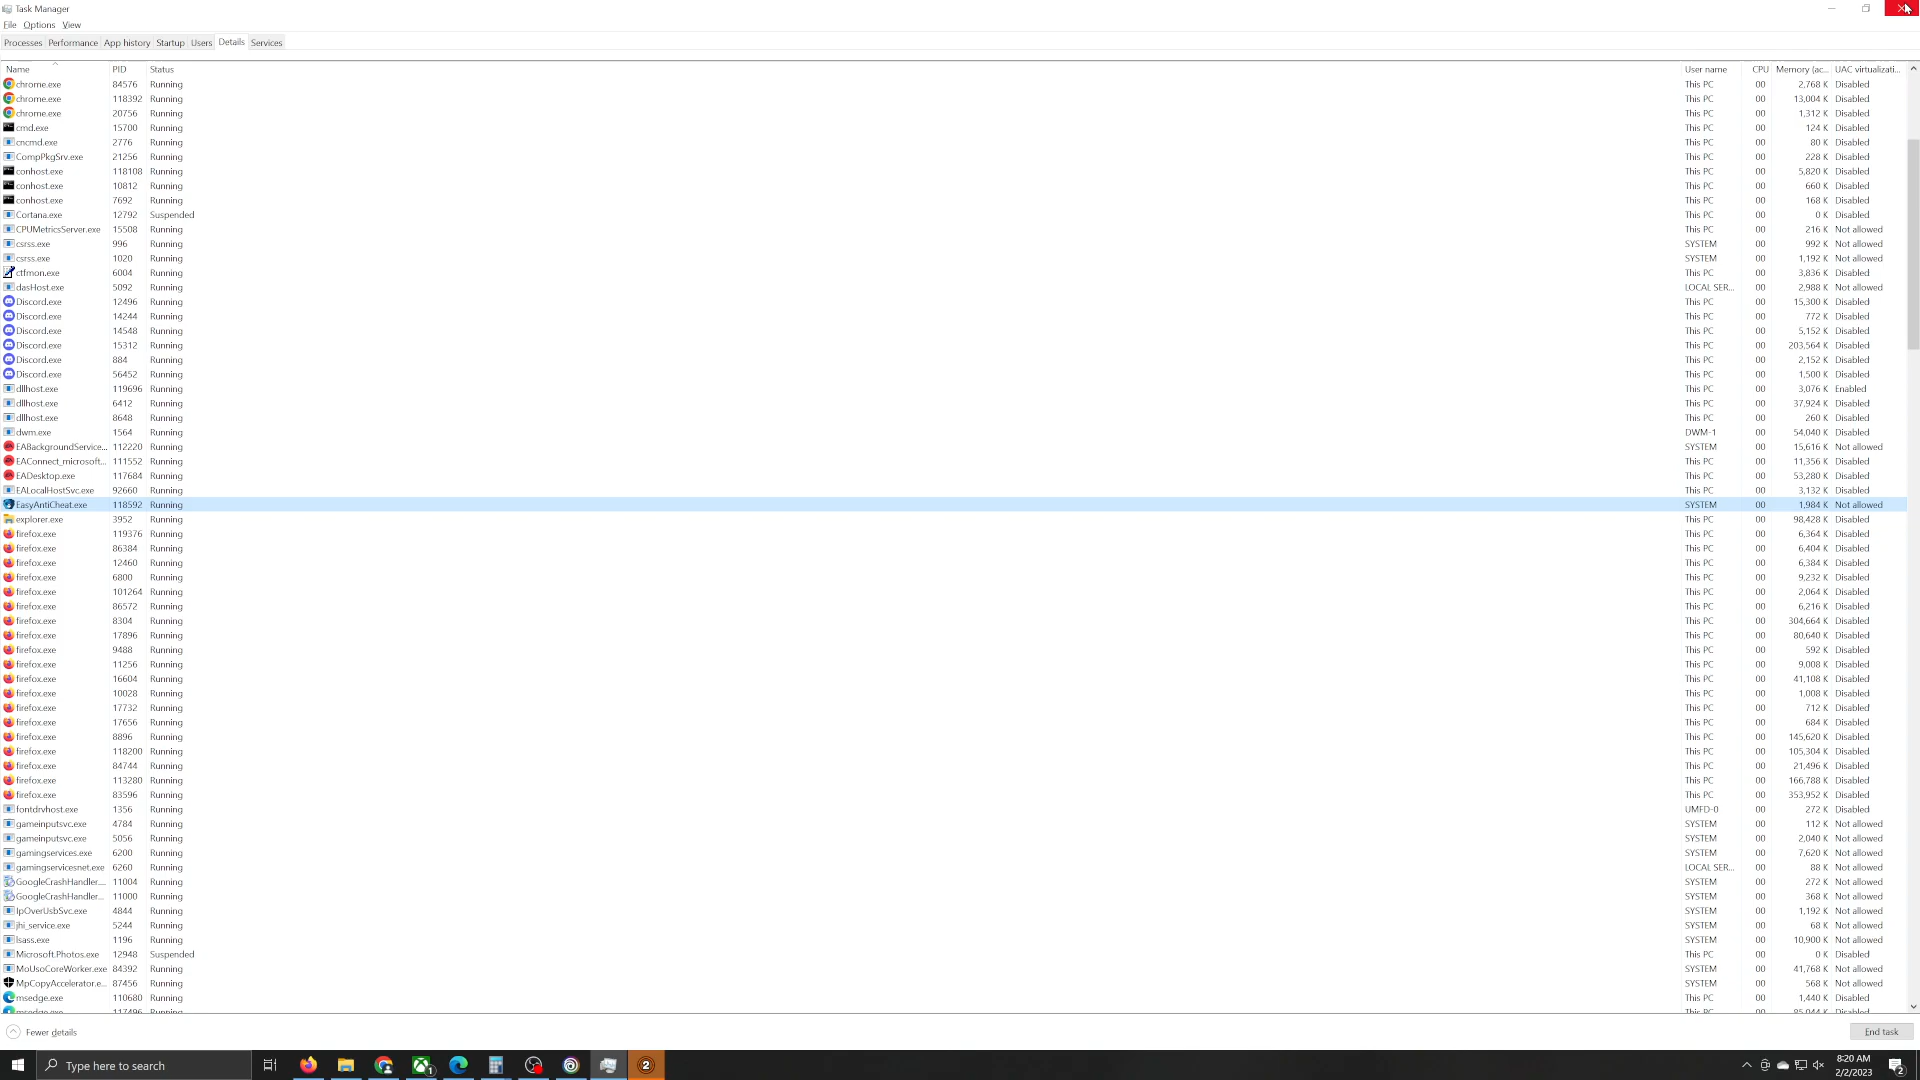 Task Manager
File Options View
Processes Performance App history Startup Users Details Services
Name PID Status User name CPU Memory (ac... UAC virtualizati...
chrome.exe 84576 Running This PC 00 2,768 K Disabled
chrome.exe 118392 Running This PC 00 13,004 K Disabled
chrome.exe 20756 Running This PC 00 1,312 K Disabled
cmd.exe 15700 Running This PC 00 124 K Disabled
cncmd.exe 2776 Running This PC 00 80 K Disabled
CompPkgSrv.exe 21256 Running This PC 00 228 K Disabled
conhost.exe 118108 Running This PC 00 5,820 K Disabled
conhost.exe 10812 Running This PC 00 660 K Disabled
conhost.exe 7692 Running This PC 00 168 K Disabled
Cortana.exe 12792 Suspended This PC 00 0 K Disabled
CPUMetricsServer.exe 15508 Running This PC 00 216 K Not allowed
csrss.exe 996 Running SYSTEM 00 992 K Not allowed
csrss.exe 1020 Running SYSTEM 00 1,192 K Not allowed
ctfmon.exe 6004 Running This PC 00 3,836 K Disabled
dasHost.exe 5092 Running LOCAL SER... 00 2,988 K Not allowed
Discord.exe 12496 Running This PC 00 15,300 K Disabled
Discord.exe 14244 Running This PC 00 772 K Disabled
Discord.exe 14548 Running This PC 00 5,152 K Disabled
Discord.exe 15312 Running This PC 00 203,564 K Disabled
Discord.exe 884 Running This PC 00 2,152 K Disabled
Discord.exe 56452 Running This PC 00 1,500 K Disabled
dllhost.exe 119696 Running This PC 00 3,076 K Enabled
dllhost.exe 6412 Running This PC 00 37,924 K Disabled
dllhost.exe 8648 Running This PC 00 260 K Disabled
dwm.exe 1564 Running DWM-1 00 54,040 K Disabled
EABackgroundService... 112220 Running SYSTEM 00 15,616 K Not allowed
EAConnect_microsoft... 111552 Running This PC 00 11,356 K Disabled
EADesktop.exe 117684 Running This PC 00 53,280 K Disabled
EALocalHostSvc.exe 92660 Running This PC 00 3,132 K Disabled
EasyAntiCheat.exe 118592 Running SYSTEM 00 1,984 K Not allowed
explorer.exe 3952 Running This PC 00 98,428 K Disabled
firefox.exe 119376 Running This PC 00 6,364 K Disabled
firefox.exe 86384 Running This PC 00 6,404 K Disabled
firefox.exe 12460 Running This PC 00 6,384 K Disabled
firefox.exe 6800 Running This PC 00 9,232 K Disabled
firefox.exe 101264 Running This PC 00 2,064 K Disabled
firefox.exe 86572 Running This PC 00 6,216 K Disabled
firefox.exe 8304 Running This PC 00 304,664 K Disabled
firefox.exe 17896 Running This PC 00 80,640 K Disabled
firefox.exe 9488 Running This PC 00 592 K Disabled
firefox.exe 11256 Running This PC 00 9,008 K Disabled
firefox.exe 16604 Running This PC 00 41,108 K Disabled
firefox.exe 10028 Running This PC 00 1,008 K Disabled
firefox.exe 17732 Running This PC 00 712 K Disabled
firefox.exe 17656 Running This PC 00 684 K Disabled
firefox.exe 8896 Running This PC 00 145,620 K Disabled
firefox.exe 118200 Running This PC 00 105,304 K Disabled
firefox.exe 84744 Running This PC 00 21,496 K Disabled
firefox.exe 113280 Running This PC 00 166,788 K Disabled
firefox.exe 83596 Running This PC 00 353,952 K Disabled
fontdrvhost.exe 1356 Running UMFD-0 00 272 K Disabled
gameinputsvc.exe 4784 Running SYSTEM 00 112 K Not allowed
gameinputsvc.exe 5056 Running SYSTEM 00 2,040 K Not allowed
gamingservices.exe 6200 Running SYSTEM 00 7,620 K Not allowed
gamingservicesnet.exe 6260 Running LOCAL SER... 00 88 K Not allowed
GoogleCrashHandler.... 11004 Running SYSTEM 00 272 K Not allowed
GoogleCrashHandler... 11000 Running SYSTEM 00 368 K Not allowed
IpOverUsbSvc.exe 4844 Running SYSTEM 00 1,192 K Not allowed
jhi_service.exe 5244 Running SYSTEM 00 68 K Not allowed
lsass.exe 1196 Running SYSTEM 00 10,900 K Not allowed
Microsoft.Photos.exe 12948 Suspended This PC 00 0 K Disabled
MoUsoCoreWorker.exe 84392 Running SYSTEM 00 41,768 K Not allowed
MpCopyAccelerator.e... 87456 Running SYSTEM 00 568 K Not allowed
msedge.exe 110680 Running This PC 00 1,440 K Disabled
msedge.exe 117496 Running This PC 00 85,044 K Disabled
Fewer details End task
Type here to search 1 2 8:20 AM
2/2/2023 2